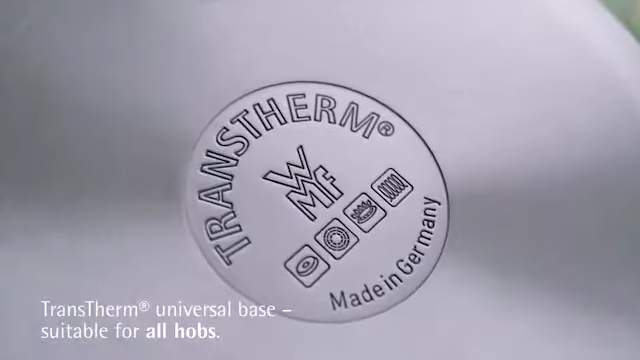 TRANSTHERM®
WMF
Made in Germany
TransTherm® universal base –
suitable for all hobs.